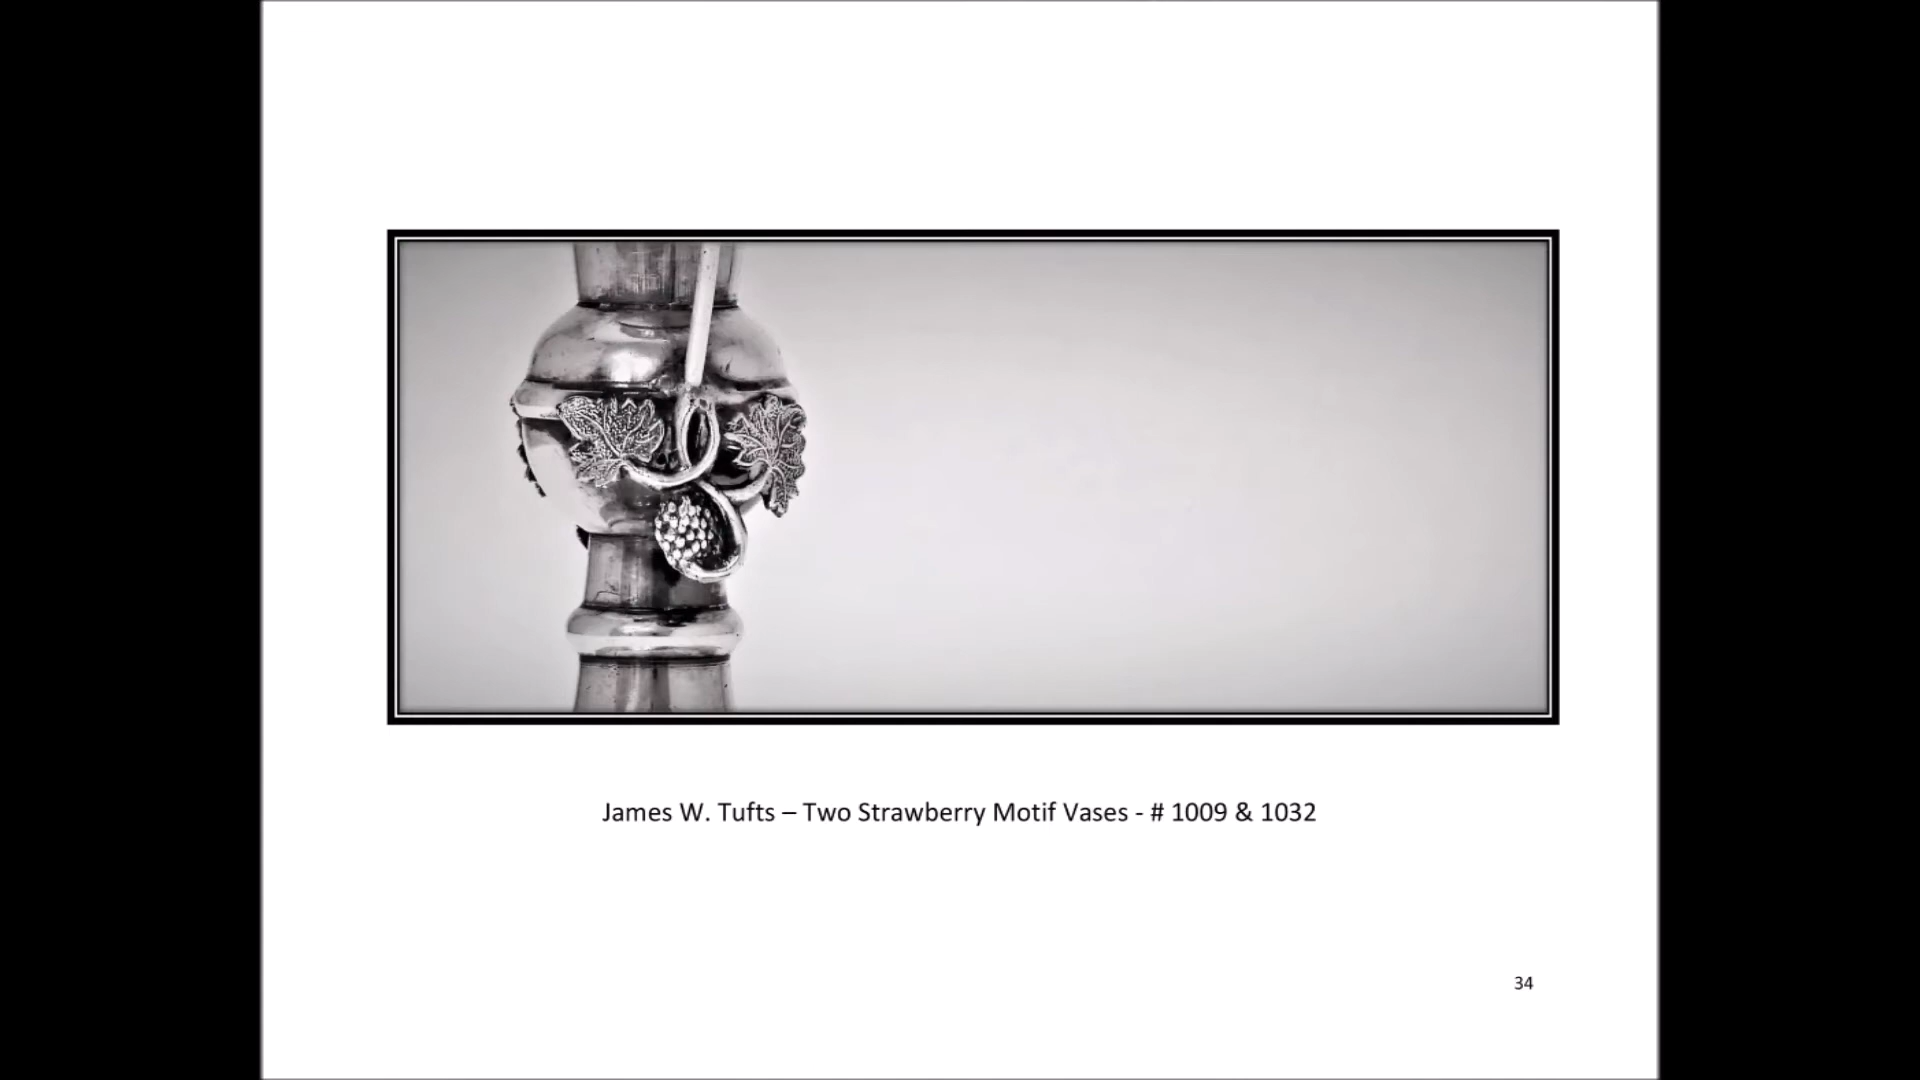 James W. Tufts – Two Strawberry Motif Vases - # 1009 & 1032
34